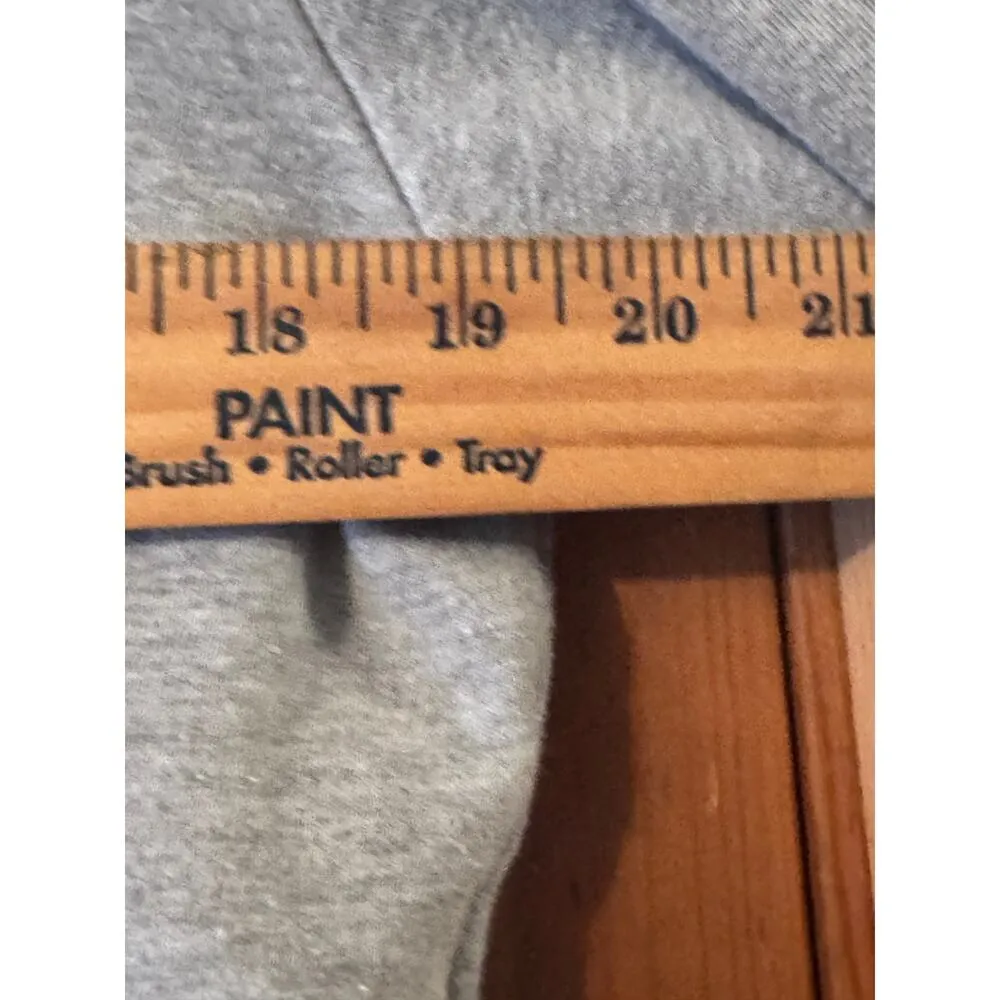 18 19 20 21
PAINT
Brush • Roller • Tray